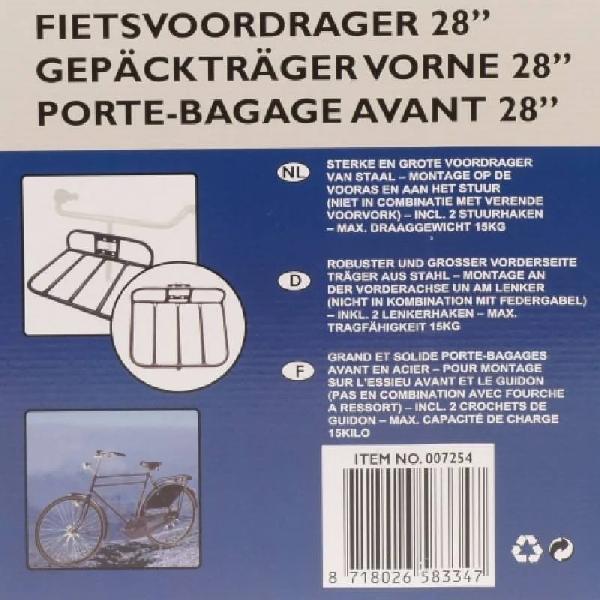 FIETSVOORDRAGER 28”
GEPÄCKTRÄGER VORNE 28”
PORTE-BAGAGE AVANT 28”
NL
STERKE EN GROTE VOORDRAGER
VAN STAAL – MONTAGE OP DE
VOORAS EN AAN HET STUUR
(NIET IN COMBINATIE MET VERENDE
VOORVORK) – INCL. 2 STUURHAKEN
– MAX. DRAAGGEWICHT 15KG
D
ROBUSTER UND GROSSER VORDERSEITE
TRÄGER AUS STAHL – MONTAGE AN
DER VORDERACHSE UN AM LENKER
(NICHT IN KOMBINATION MIT FEDERGABEL)
– INKL. 2 LENKERHAKEN – MAX.
TRAGFÄHIGKEIT 15KG
F
GRAND ET SOLIDE PORTE-BAGAGES
AVANT EN ACIER – POUR MONTAGE
SUR L'ESSIEU AVANT ET LE GUIDON
(PAS EN COMBINATION AVEC FOURCHE
A RESSORT) – INCL. 2 CROCHETS DE
GUIDON – MAX. CAPACITÉ DE CHARGE
15KILO
ITEM NO. 007254
8 718026 583347